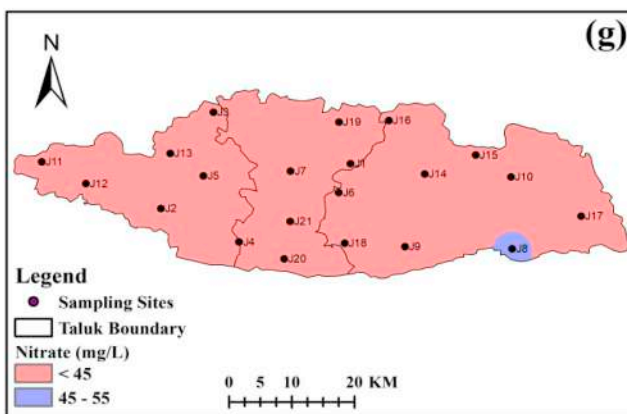 (g)
N
J3
J19
J16
J13
J15
J11
J1
J7
J5
J14
J10
J12
J6
J2
J17
J21
J4
J18
J9
J8
J20
Legend
Sampling Sites
Taluk Boundary
Nitrate (mg/L)
< 45
45 - 55
0 5 10 20 KM